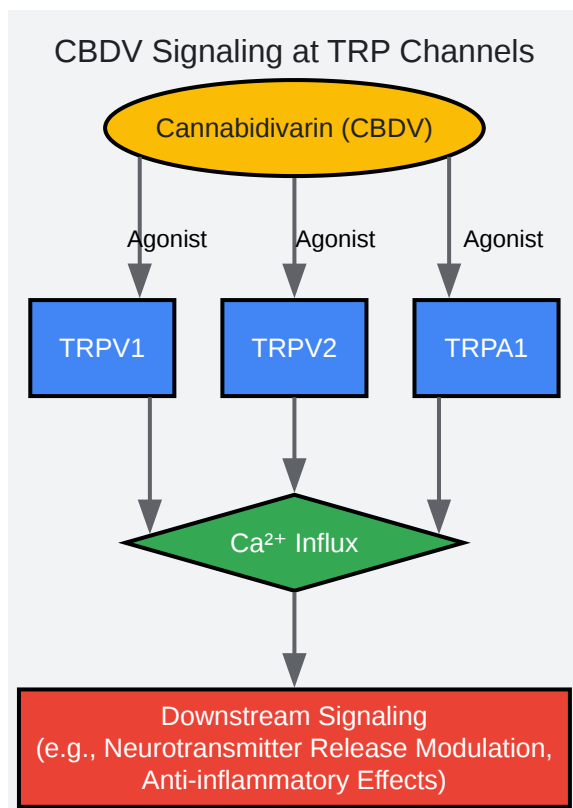 CBDV Signaling at TRP Channels
Cannabidivarin (CBDV)
Agonist Agonist Agonist
TRPV1 TRPV2 TRPA1
Ca²⁺ Influx
Downstream Signaling
(e.g., Neurotransmitter Release Modulation,
Anti-inflammatory Effects)